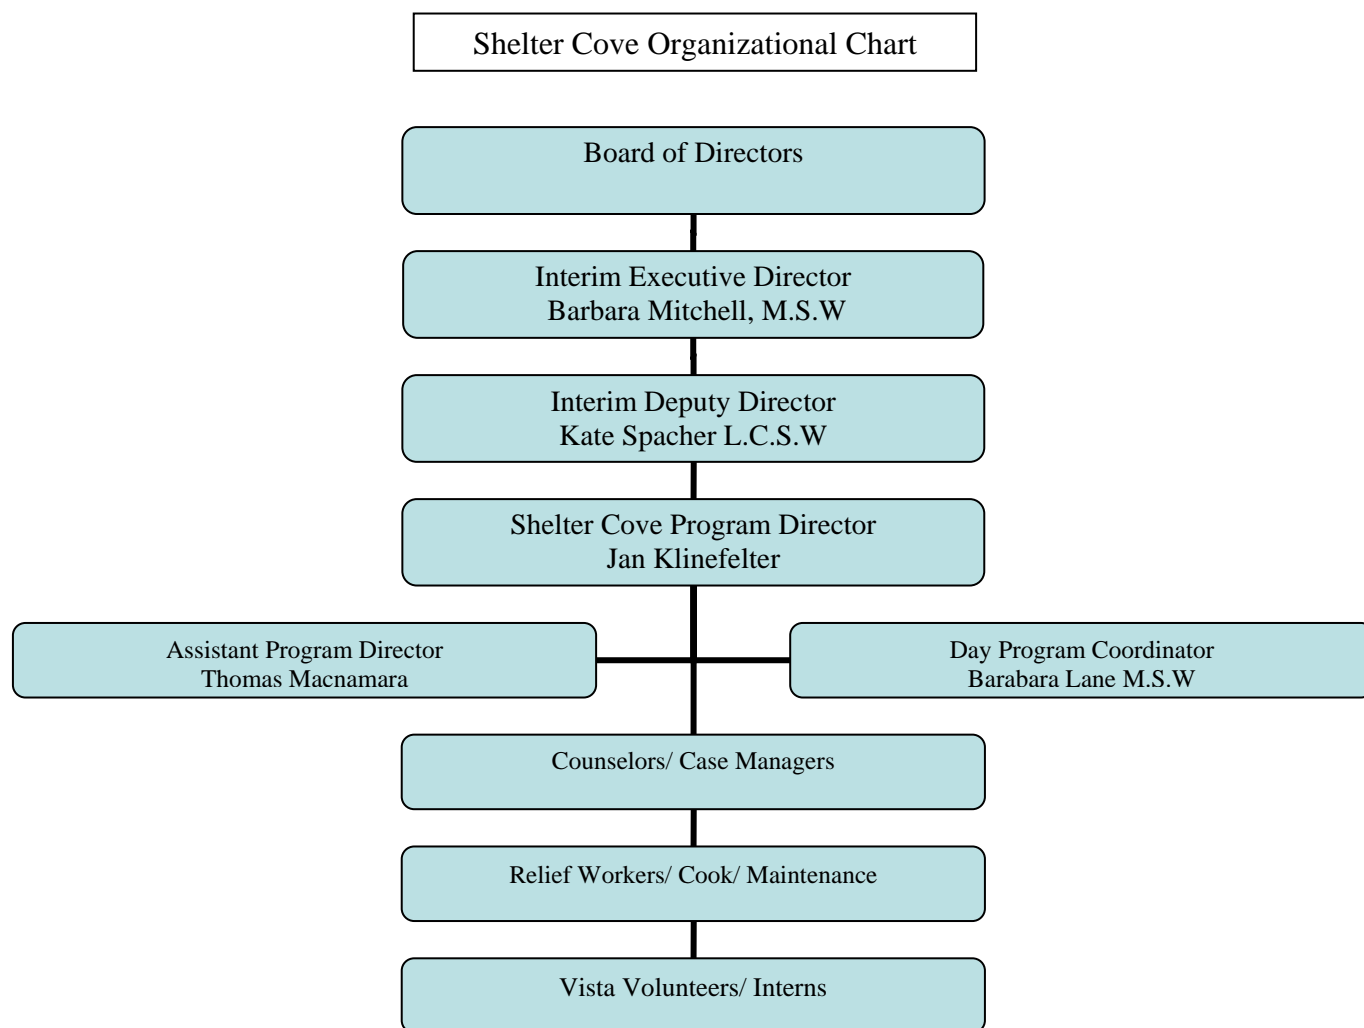 Shelter Cove Organizational Chart
Board of Directors
Interim Executive Director
Barbara Mitchell, M.S.W
Interim Deputy Director
Kate Spacher L.C.S.W
Shelter Cove Program Director
Jan Klinefelter
Assistant Program Director
Thomas Macnamara
Day Program Coordinator
Barabara Lane M.S.W
Counselors/ Case Managers
Relief Workers/ Cook/ Maintenance
Vista Volunteers/ Interns